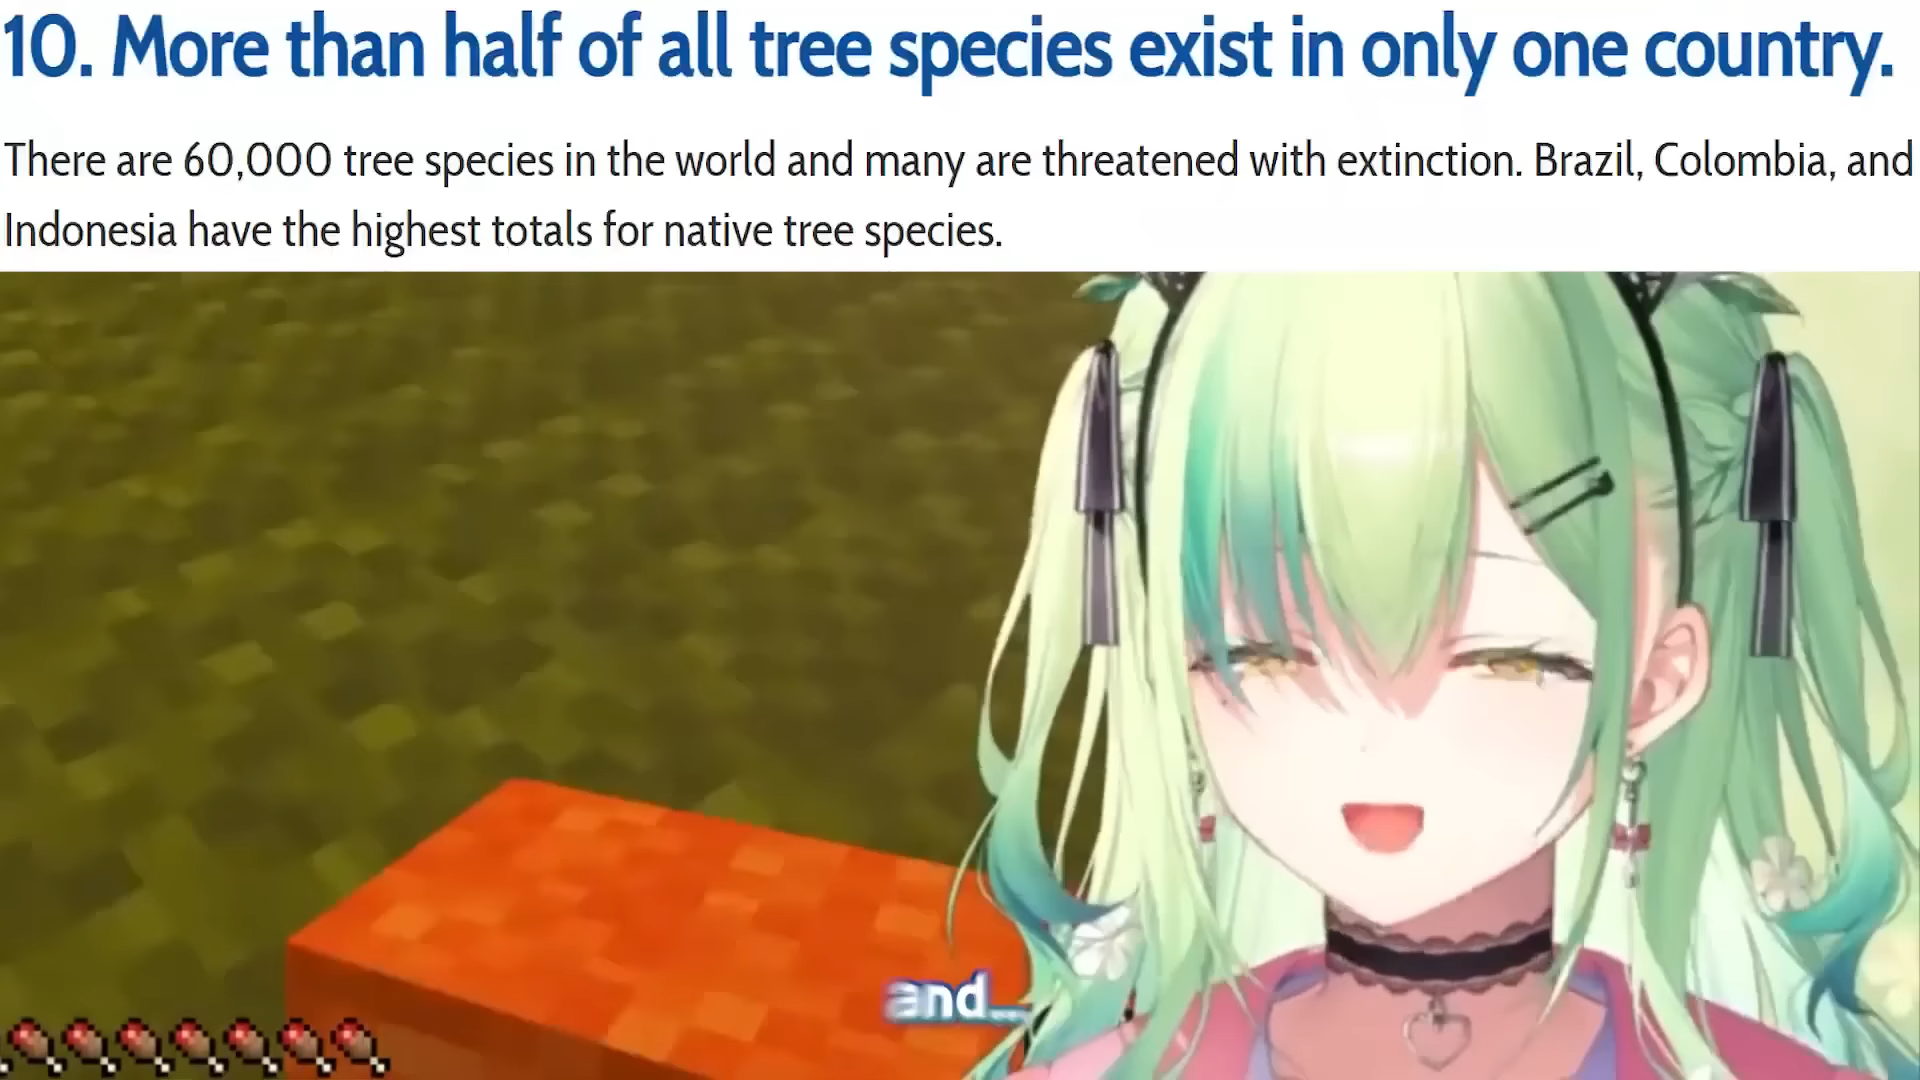 10. More than half of all tree species exist in only one country.
There are 60,000 tree species in the world and many are threatened with extinction. Brazil, Colombia, and
Indonesia have the highest totals for native tree species.
and...